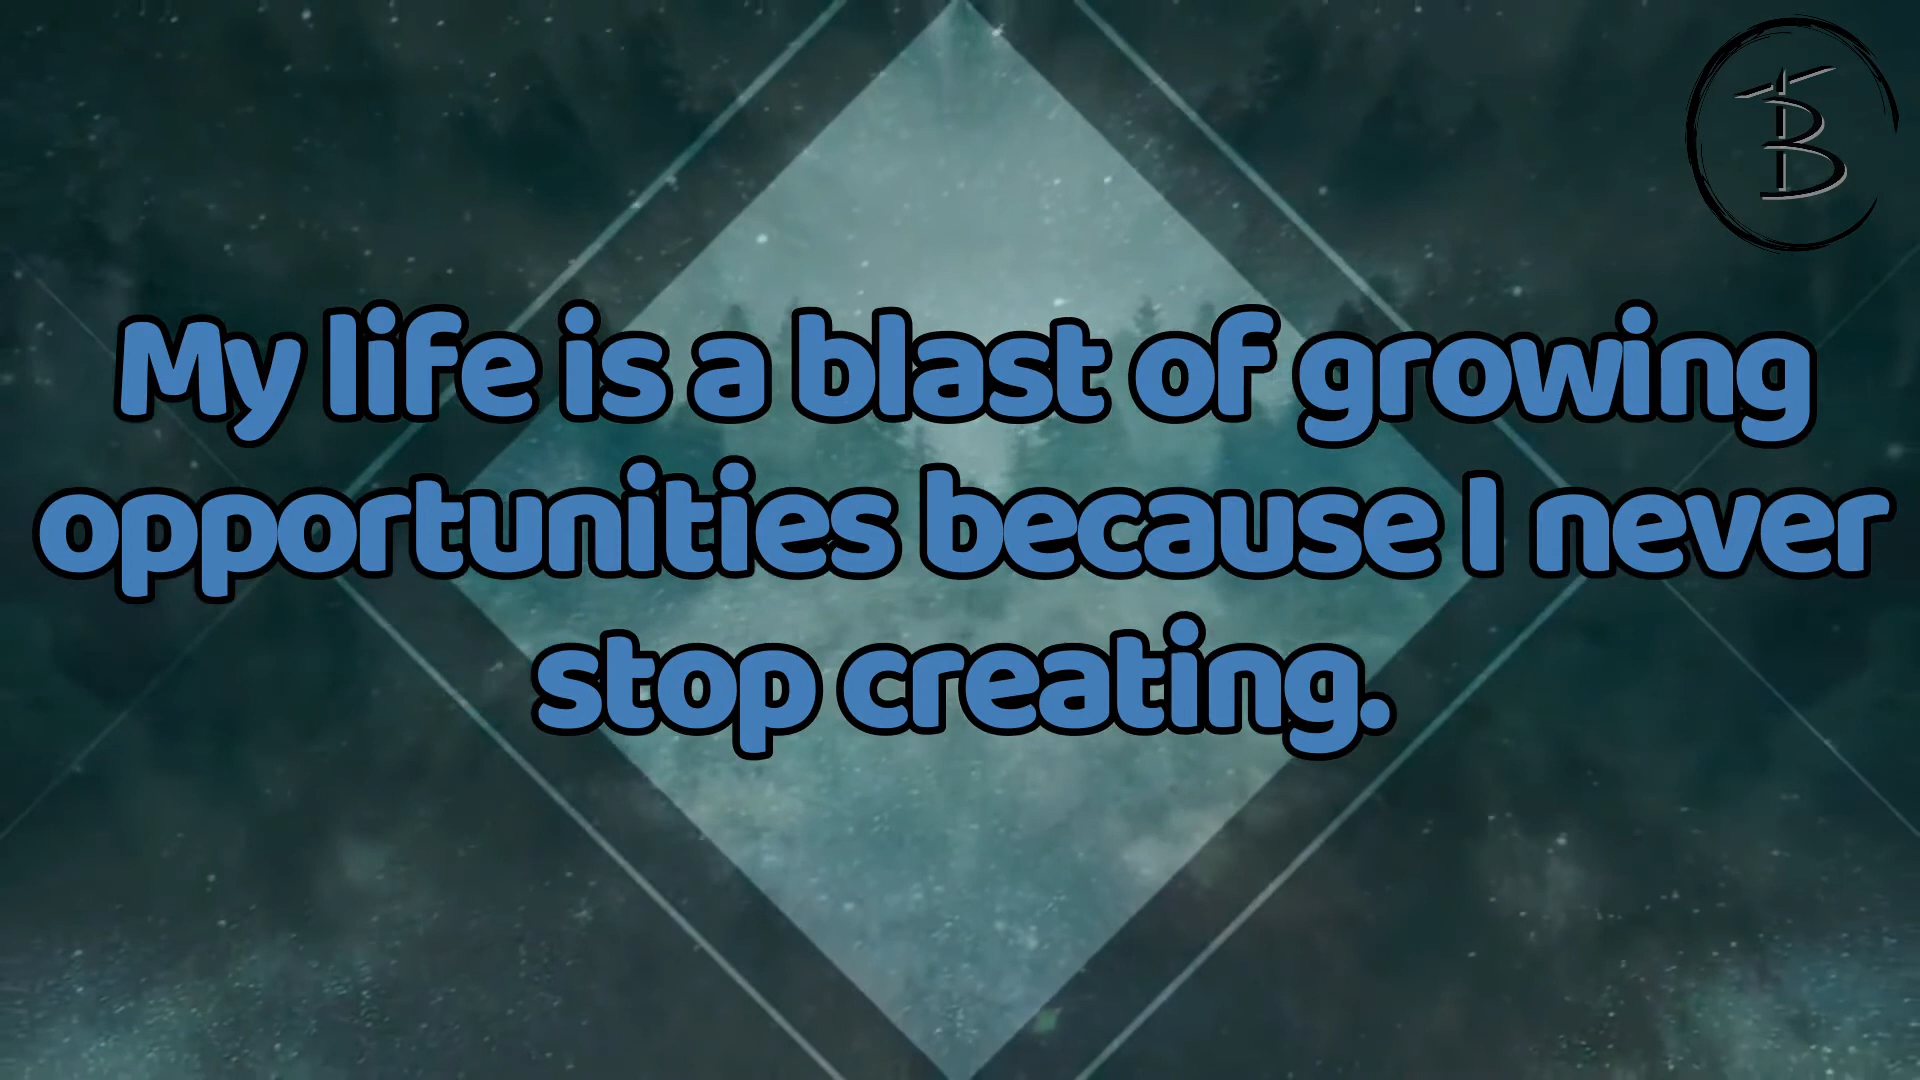 My life is a blast of growing
opportunities because I never
stop creating.